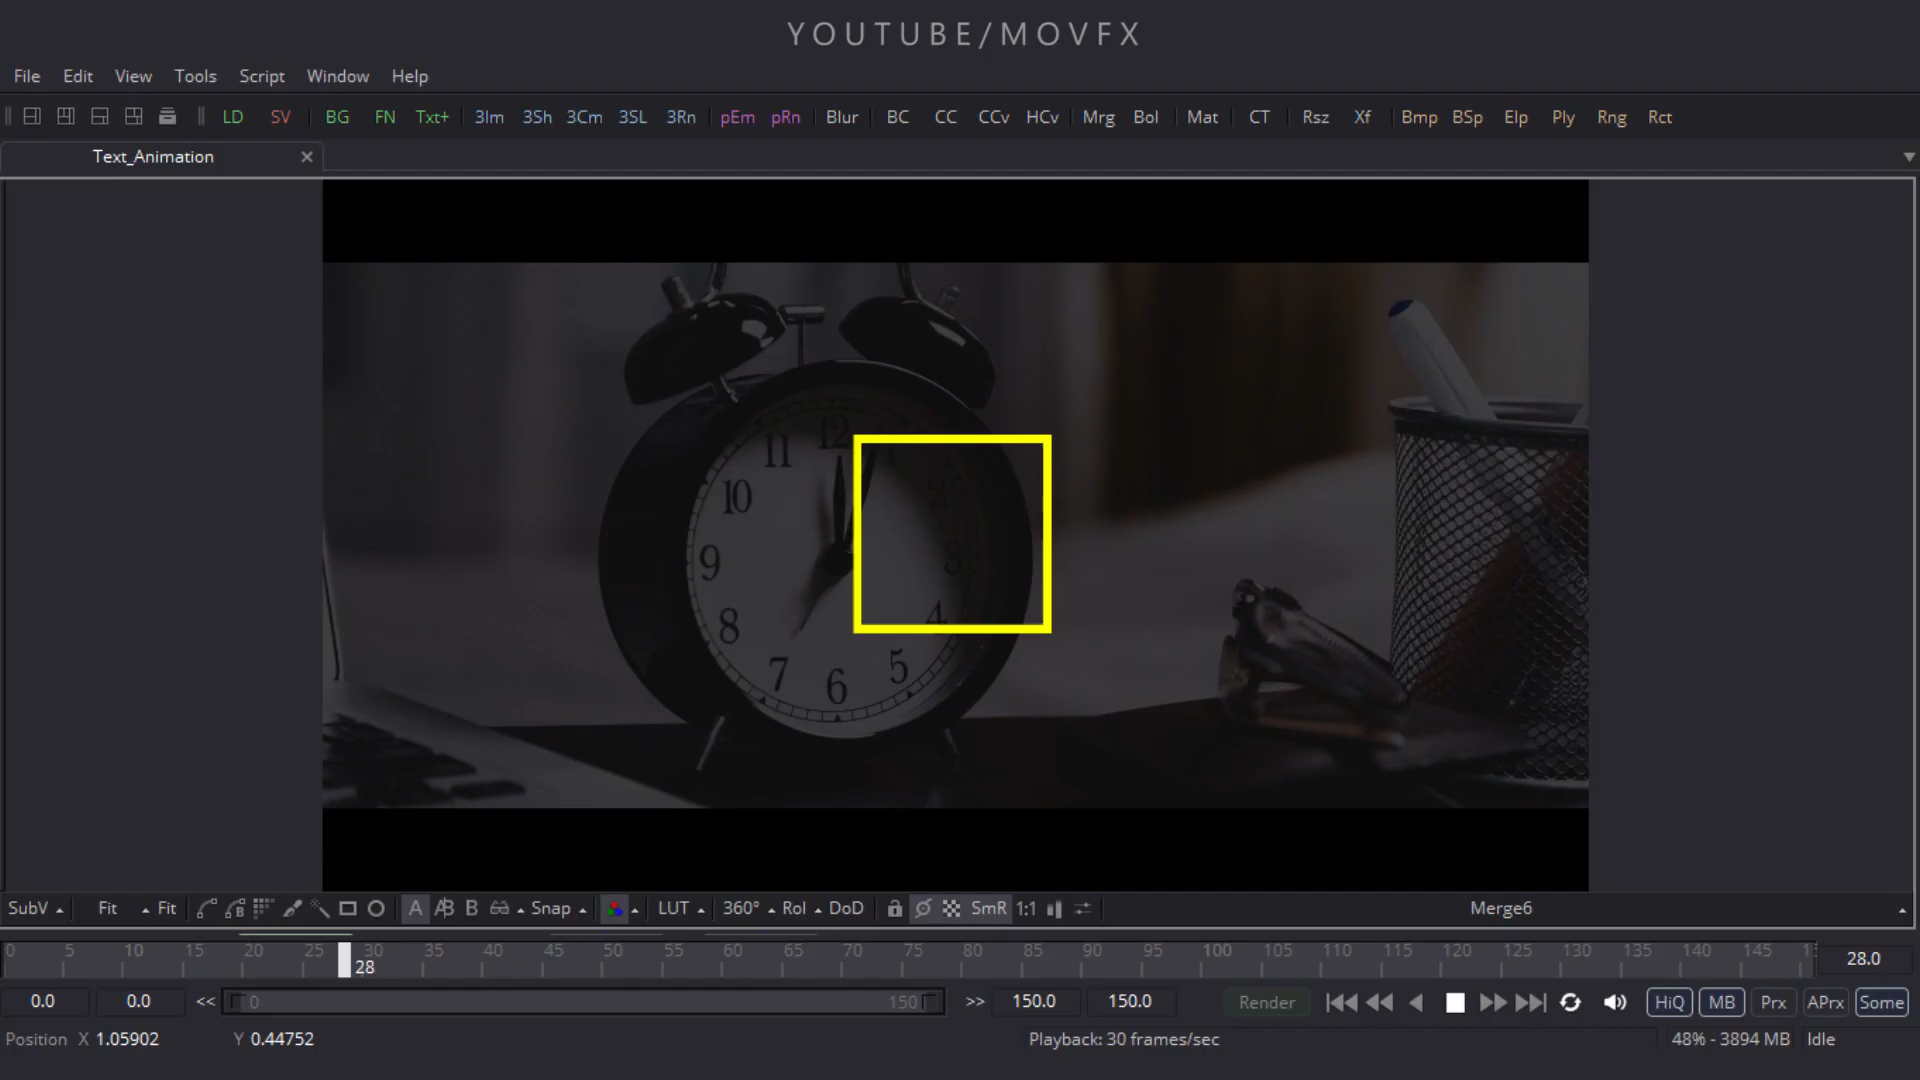 YOUTUBE/MOVFX
File Edit View Tools Script Window Help
LD SV BG FN Txt+ 3Im 3Sh 3Cm 3SL 3Rn pEm pRn Blur BC CC CCv HCv Mrg Bol Mat CT Rsz Xf Bmp BSp Elp Ply Rng Rct
Text_Animation
12
11
10
2
9
3
8
4
7
5
6
SubV Fit Fit A B Snap LUT 360° RoI DoD SmR 1:1 Merge6
0 5 10 15 20 25 30 35 40 45 50 55 60 65 70 75 80 85 90 95 100 105 110 115 120 125 130 135 140 145
28
28.0
0.0 0.0 << 0 150 >> 150.0 150.0 Render HiQ MB Prx APrx Some
Position X 1.05902 Y 0.44752 Playback: 30 frames/sec 48% - 3894 MB Idle